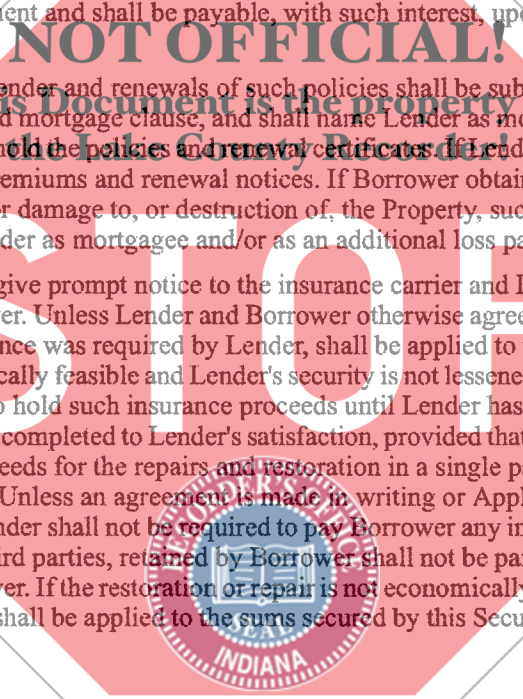 ent and shall be payable, with such interest, upo
NOT OFFICIAL!
ender and renewals of such policies shall be sub
is Document is the property
d mortgage clause, and shall name Lender as mo
hold the policies and renewal certificates. If Lend
the Lake County Recorder!
emiums and renewal notices. If Borrower obtain
r damage to, or destruction of, the Property, suc
der as mortgagee and/or as an additional loss pa
give prompt notice to the insurance carrier and
er. Unless Lender and Borrower otherwise agree
nce was required by Lender, shall be applied to
cally feasible and Lender's security is not lessene
o hold such insurance proceeds until Lender has
completed to Lender's satisfaction, provided that
eeds for the repairs and restoration in a single pa
Unless an agreement is made in writing or Appl
nder shall not be required to pay Borrower any in
ird parties, retained by Borrower shall not be pai
er. If the restoration or repair is not economically
shall be applied to the sums secured by this Secu
STOP
RECORDER'S OFFICE
SEAL
INDIANA